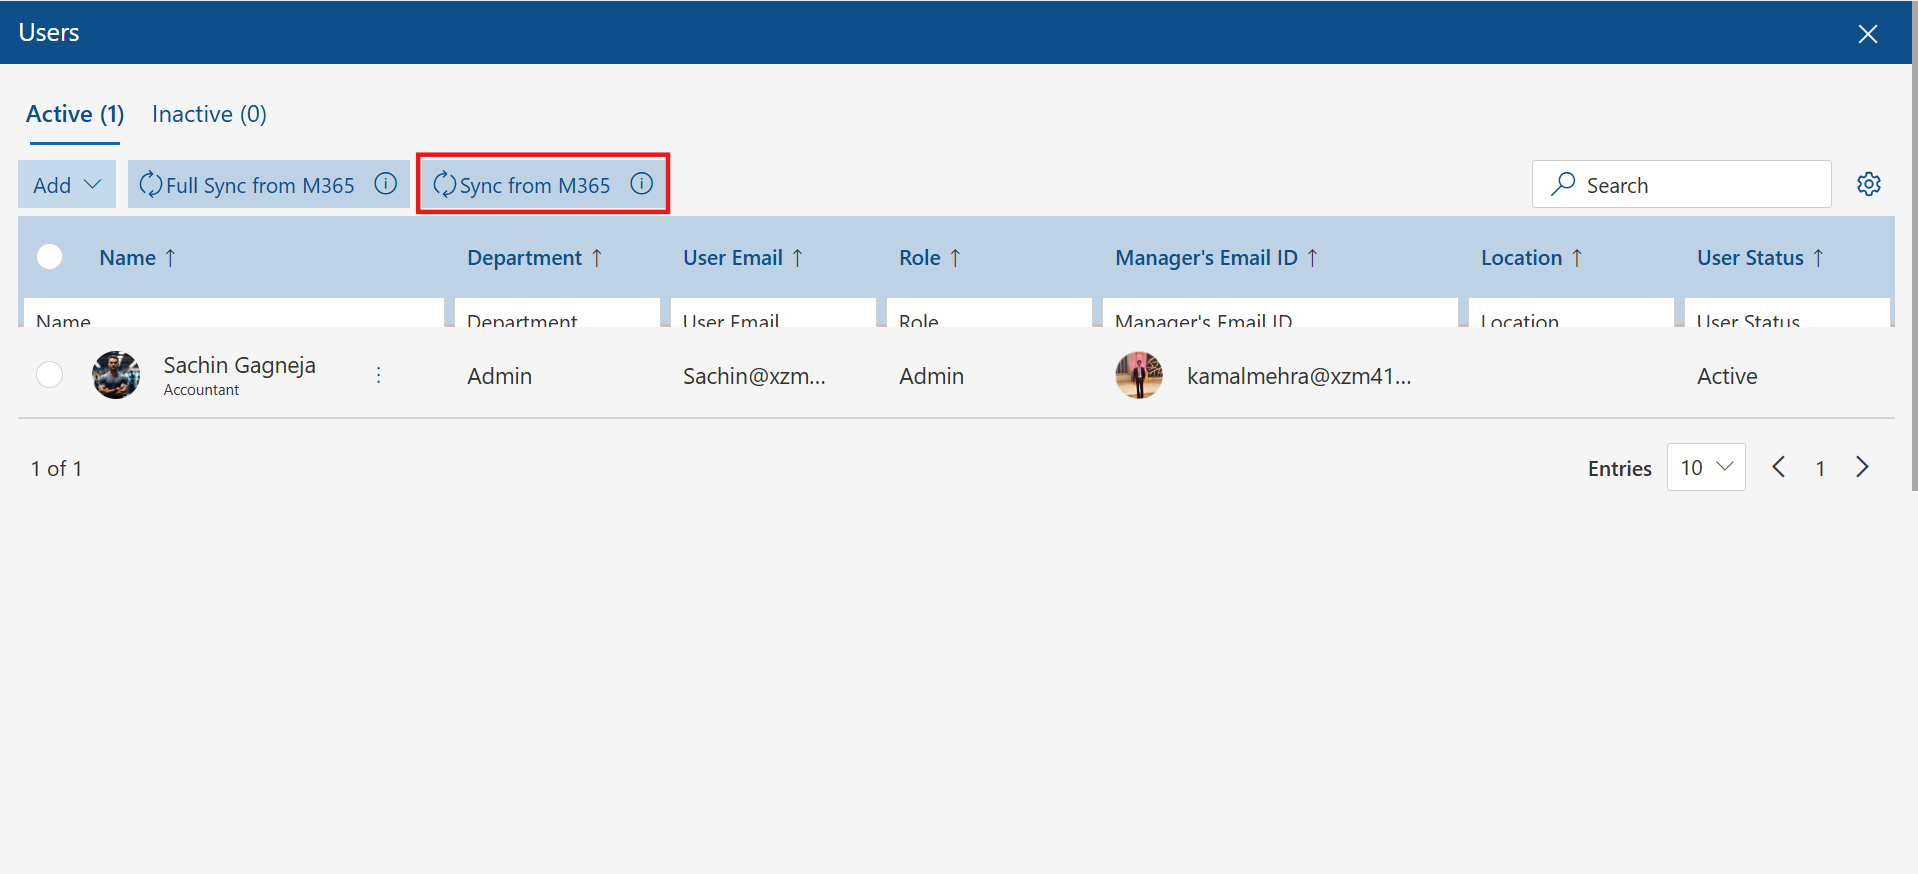 Users
Active (1) Inactive (0)
Add Full Sync from M365 Sync from M365 Search
Name ↑ Department ↑ User Email ↑ Role ↑ Manager's Email ID ↑ Location ↑ User Status ↑
Name Department User Email Role Manager's Email ID Location User Status
Sachin Gagneja
Accountant
Admin Sachin@xzm... Admin kamalmehra@xzm41... Active
1 of 1 Entries 10 1